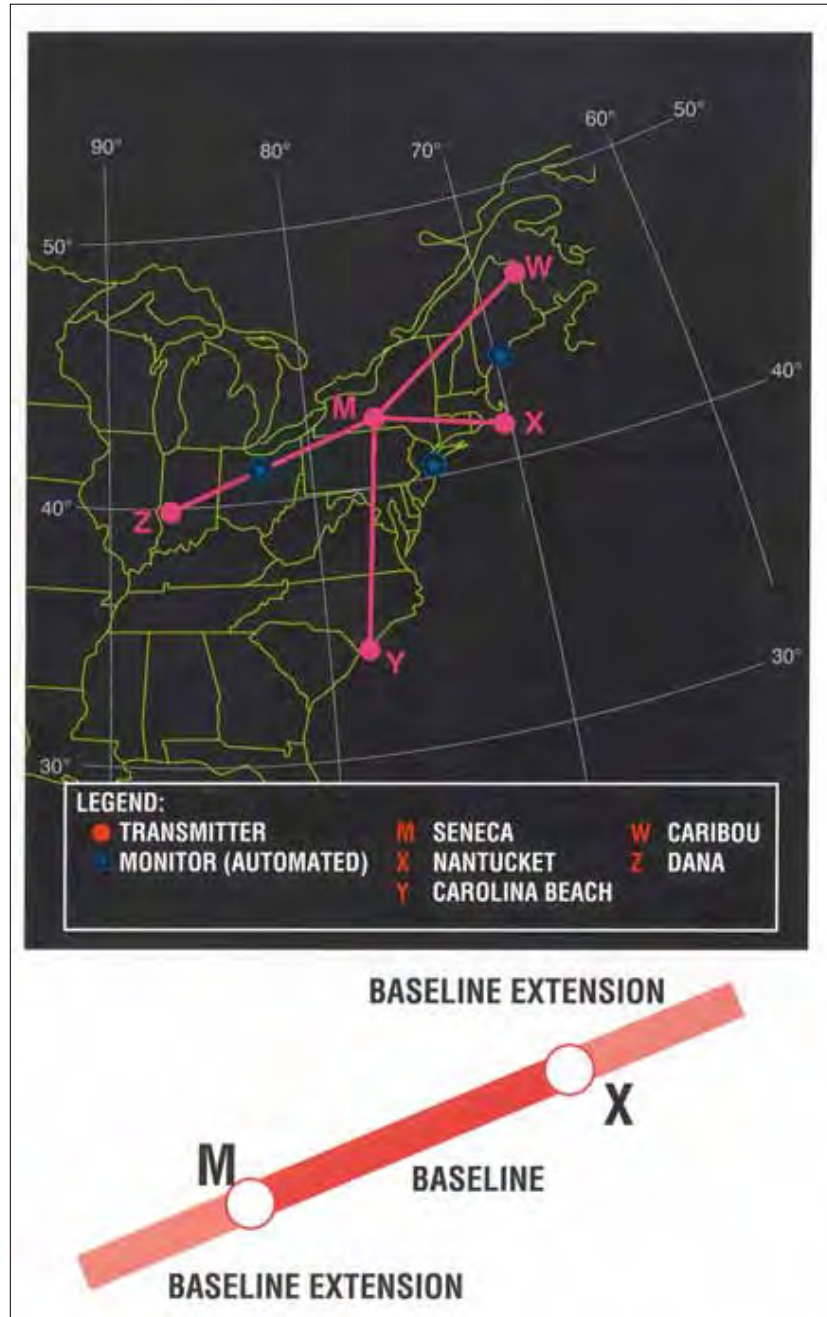 60° 50°
90° 80° 70°
50°
W
40°
M
X
40°
Z
30°
Y
30°
LEGEND:
TRANSMITTER M SENECA W CARIBOU
MONITOR (AUTOMATED) X NANTUCKET Z DANA
Y CAROLINA BEACH
BASELINE EXTENSION
X
M
BASELINE
BASELINE EXTENSION